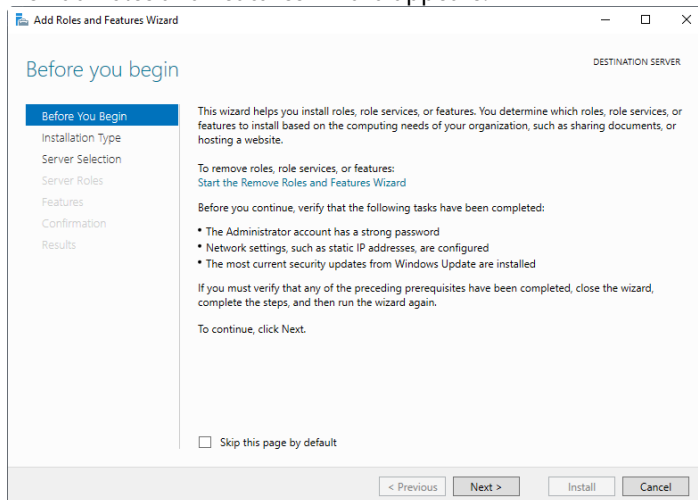 Add Roles and Features Wizard
Before you begin
DESTINATION SERVER
Before You Begin
Installation Type
Server Selection
Server Roles
Features
Confirmation
Results
This wizard helps you install roles, role services, or features. You determine which roles, role services, or
features to install based on the computing needs of your organization, such as sharing documents, or
hosting a website.
To remove roles, role services, or features:
Start the Remove Roles and Features Wizard
Before you continue, verify that the following tasks have been completed:
• The Administrator account has a strong password
• Network settings, such as static IP addresses, are configured
• The most current security updates from Windows Update are installed
If you must verify that any of the preceding prerequisites have been completed, close the wizard,
complete the steps, and then run the wizard again.
To continue, click Next.
Skip this page by default
< Previous
Next >
Install
Cancel